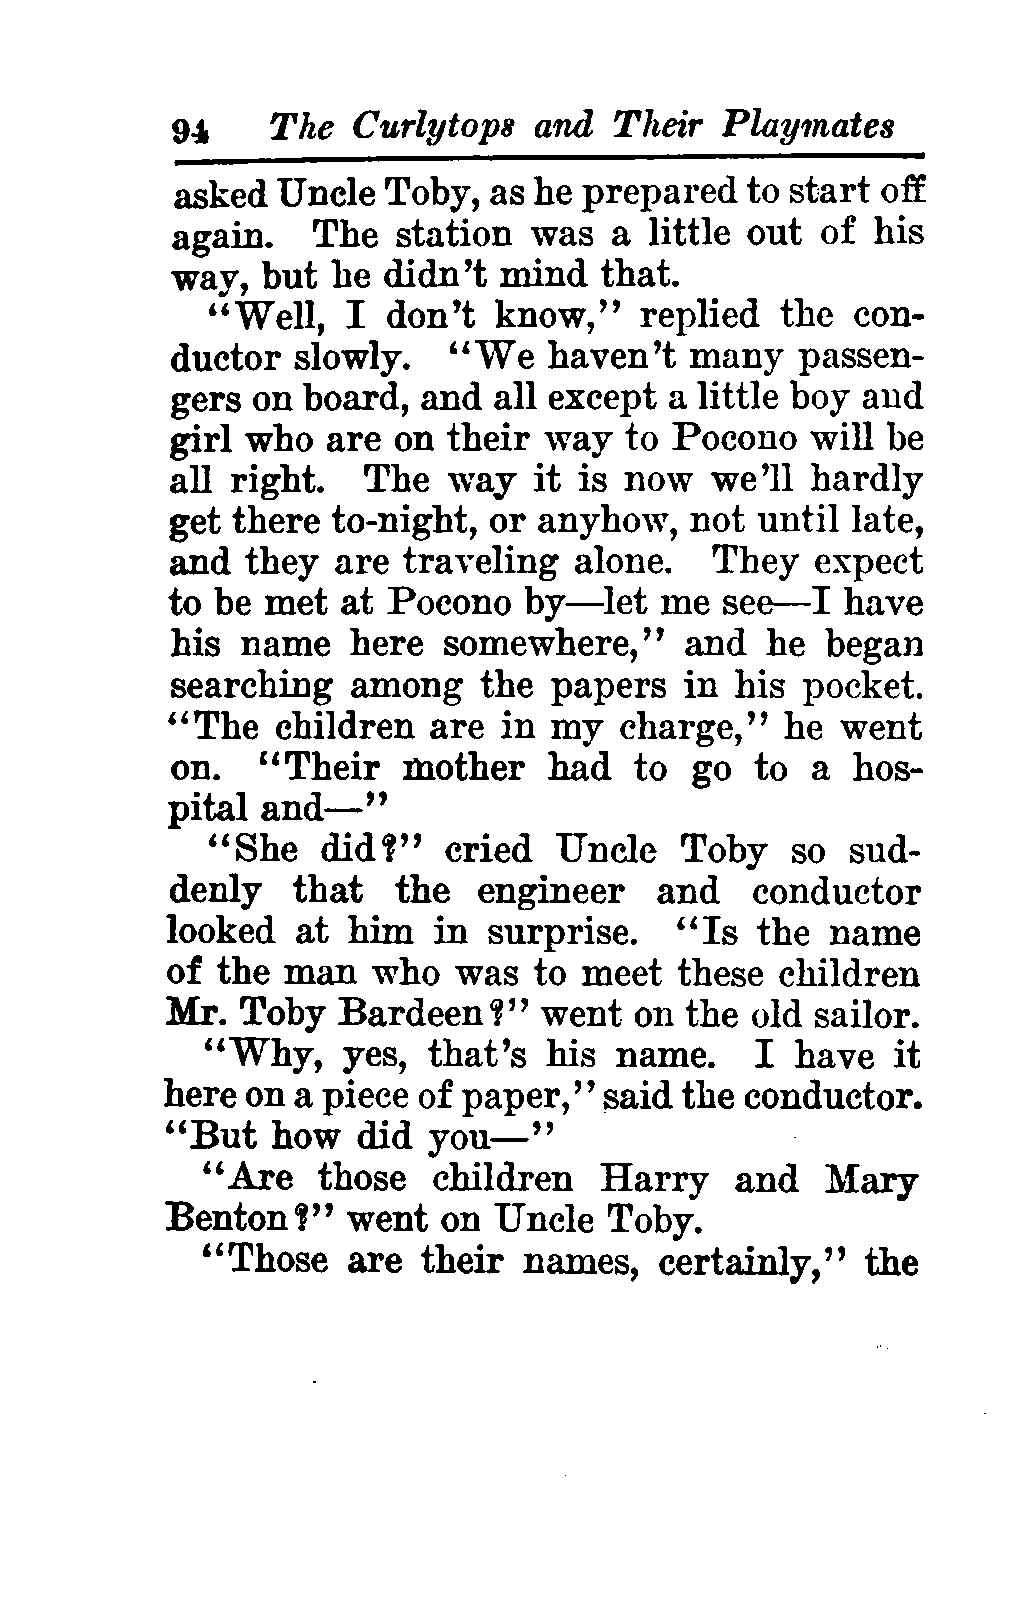 94 The Curlytops and Their Playmates
asked Uncle Toby, as he prepared to start off
again. The station was a little out of his
way, but he didn't mind that.
"Well, I don't know," replied the con-
ductor slowly. "We haven't many passen-
gers on board, and all except a little boy and
girl who are on their way to Pocono will be
all right. The way it is now we'll hardly
get there to-night, or anyhow, not until late,
and they are traveling alone. They expect
to be met at Pocono by—let me see—I have
his name here somewhere," and he began
searching among the papers in his pocket.
"The children are in my charge," he went
on. "Their mother had to go to a hos-
pital and—"
"She did?" cried Uncle Toby so sud-
denly that the engineer and conductor
looked at him in surprise. "Is the name
of the man who was to meet these children
Mr. Toby Bardeen?" went on the old sailor.
"Why, yes, that's his name. I have it
here on a piece of paper," said the conductor.
"But how did you—"
"Are those children Harry and Mary
Benton?" went on Uncle Toby.
"Those are their names, certainly," the